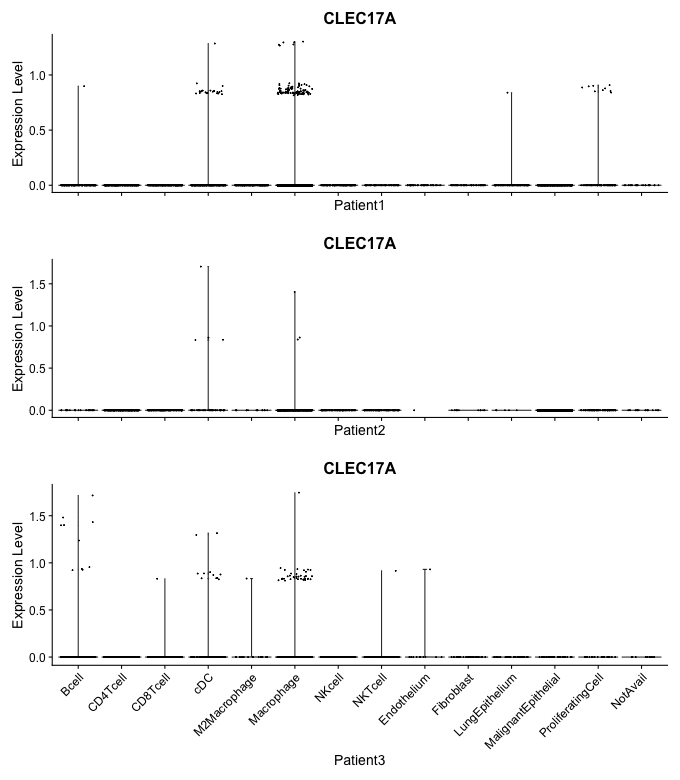 CLEC17A
Expression Level
1.0
0.5
0.0
Patient1
CLEC17A
Expression Level
1.5
1.0
0.5
0.0
Patient2
CLEC17A
Expression Level
1.5
1.0
0.5
0.0
Bcell
CD4Tcell
CD8Tcell
cDC
M2Macrophage
Macrophage
NKcell
NKTcell
Endothelium
Fibroblast
LungEpithelium
MalignantEpithelial
ProliferatingCell
NotAvail
Patient3